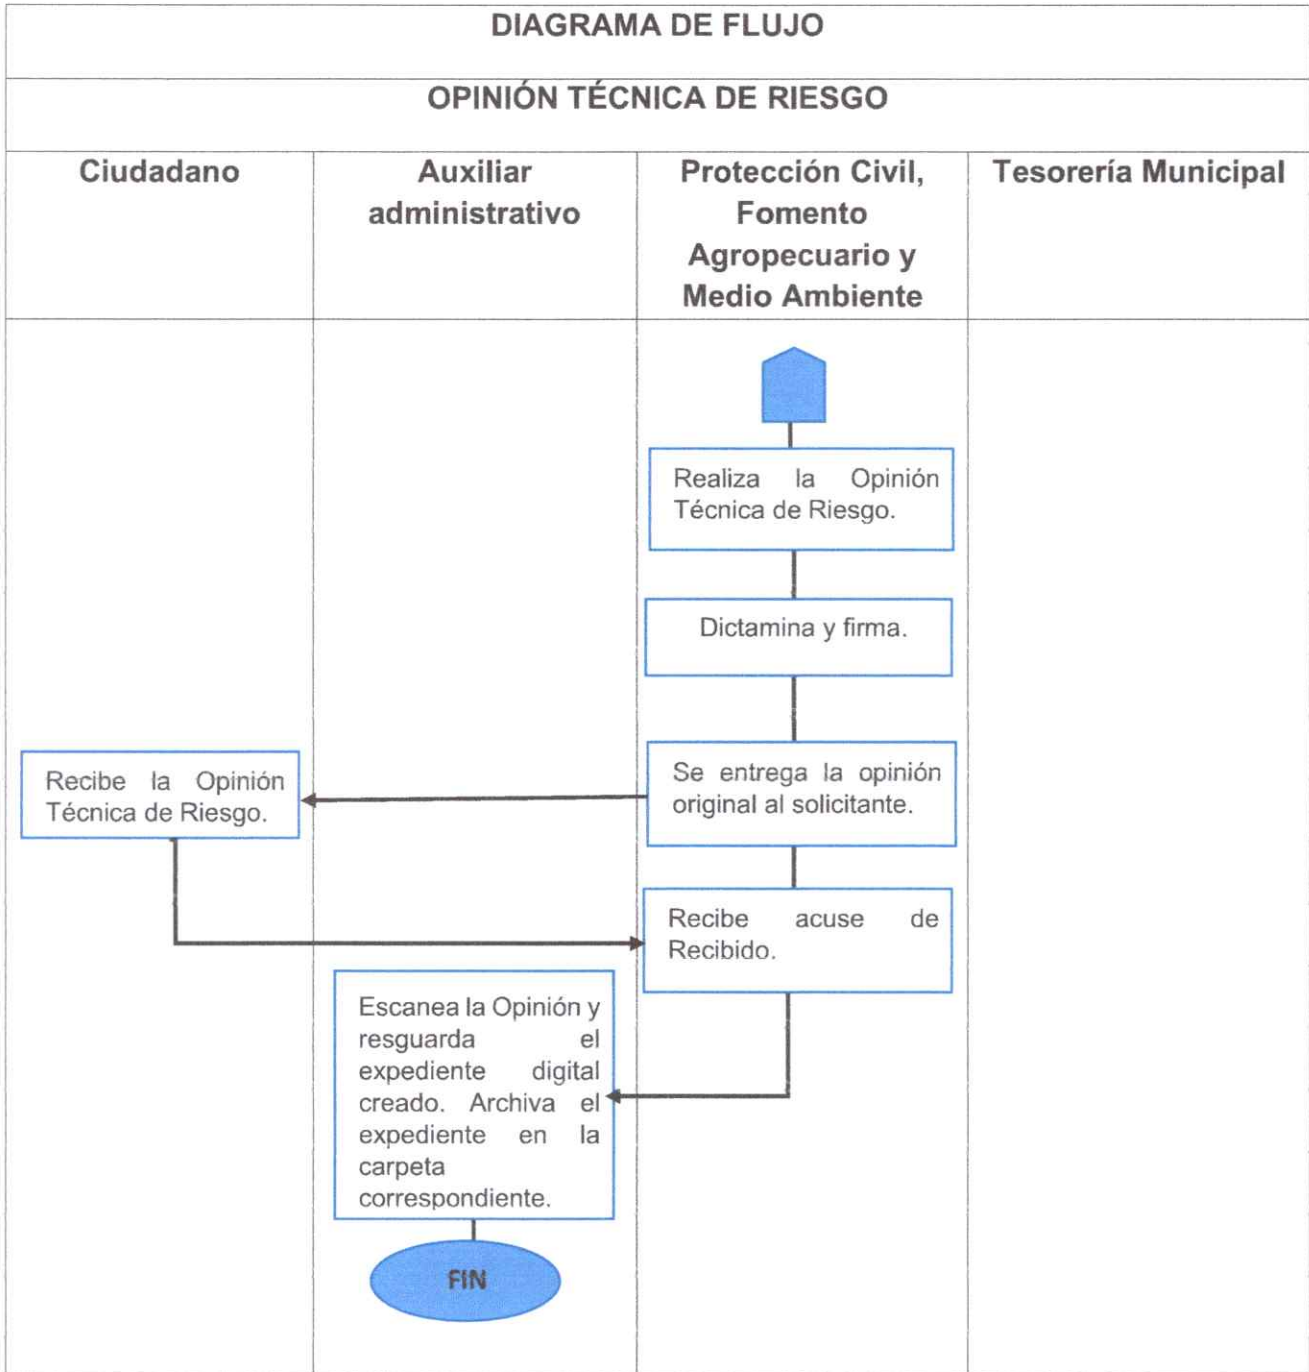 DIAGRAMA DE FLUJO
OPINIÓN TÉCNICA DE RIESGO
Ciudadano
Auxiliar
administrativo
Protección Civil,
Fomento
Agropecuario y
Medio Ambiente
Tesorería Municipal
Realiza la Opinión
Técnica de Riesgo.
Dictamina y firma.
Se entrega la opinión
original al solicitante.
Recibe la Opinión
Técnica de Riesgo.
Recibe acuse de
Recibido.
Escanea la Opinión y
resguarda el
expediente digital
creado. Archiva el
expediente en la
carpeta
correspondiente.
FIN